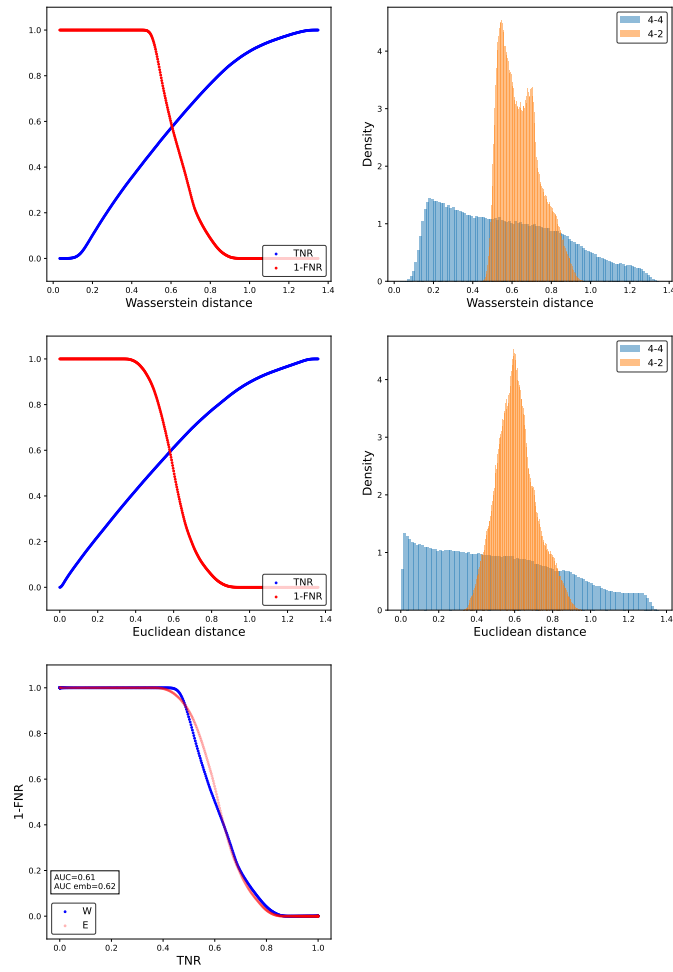 1.0
0.8
0.6
0.4
0.2
0.0
0.0 0.2 0.4 0.6 0.8 1.0 1.2 1.4
Wasserstein distance
TNR
1-FNR
Density
4
3
2
1
0
0.0 0.2 0.4 0.6 0.8 1.0 1.2 1.4
Wasserstein distance
4-4
4-2
1.0
0.8
0.6
0.4
0.2
0.0
0.0 0.2 0.4 0.6 0.8 1.0 1.2 1.4
Euclidean distance
TNR
1-FNR
Density
4
3
2
1
0
0.0 0.2 0.4 0.6 0.8 1.0 1.2 1.4
Euclidean distance
4-4
4-2
1-FNR
1.0
0.8
0.6
0.4
0.2
0.0
AUC=0.61
AUC emb=0.62
W
E
0.0 0.2 0.4 0.6 0.8 1.0
TNR